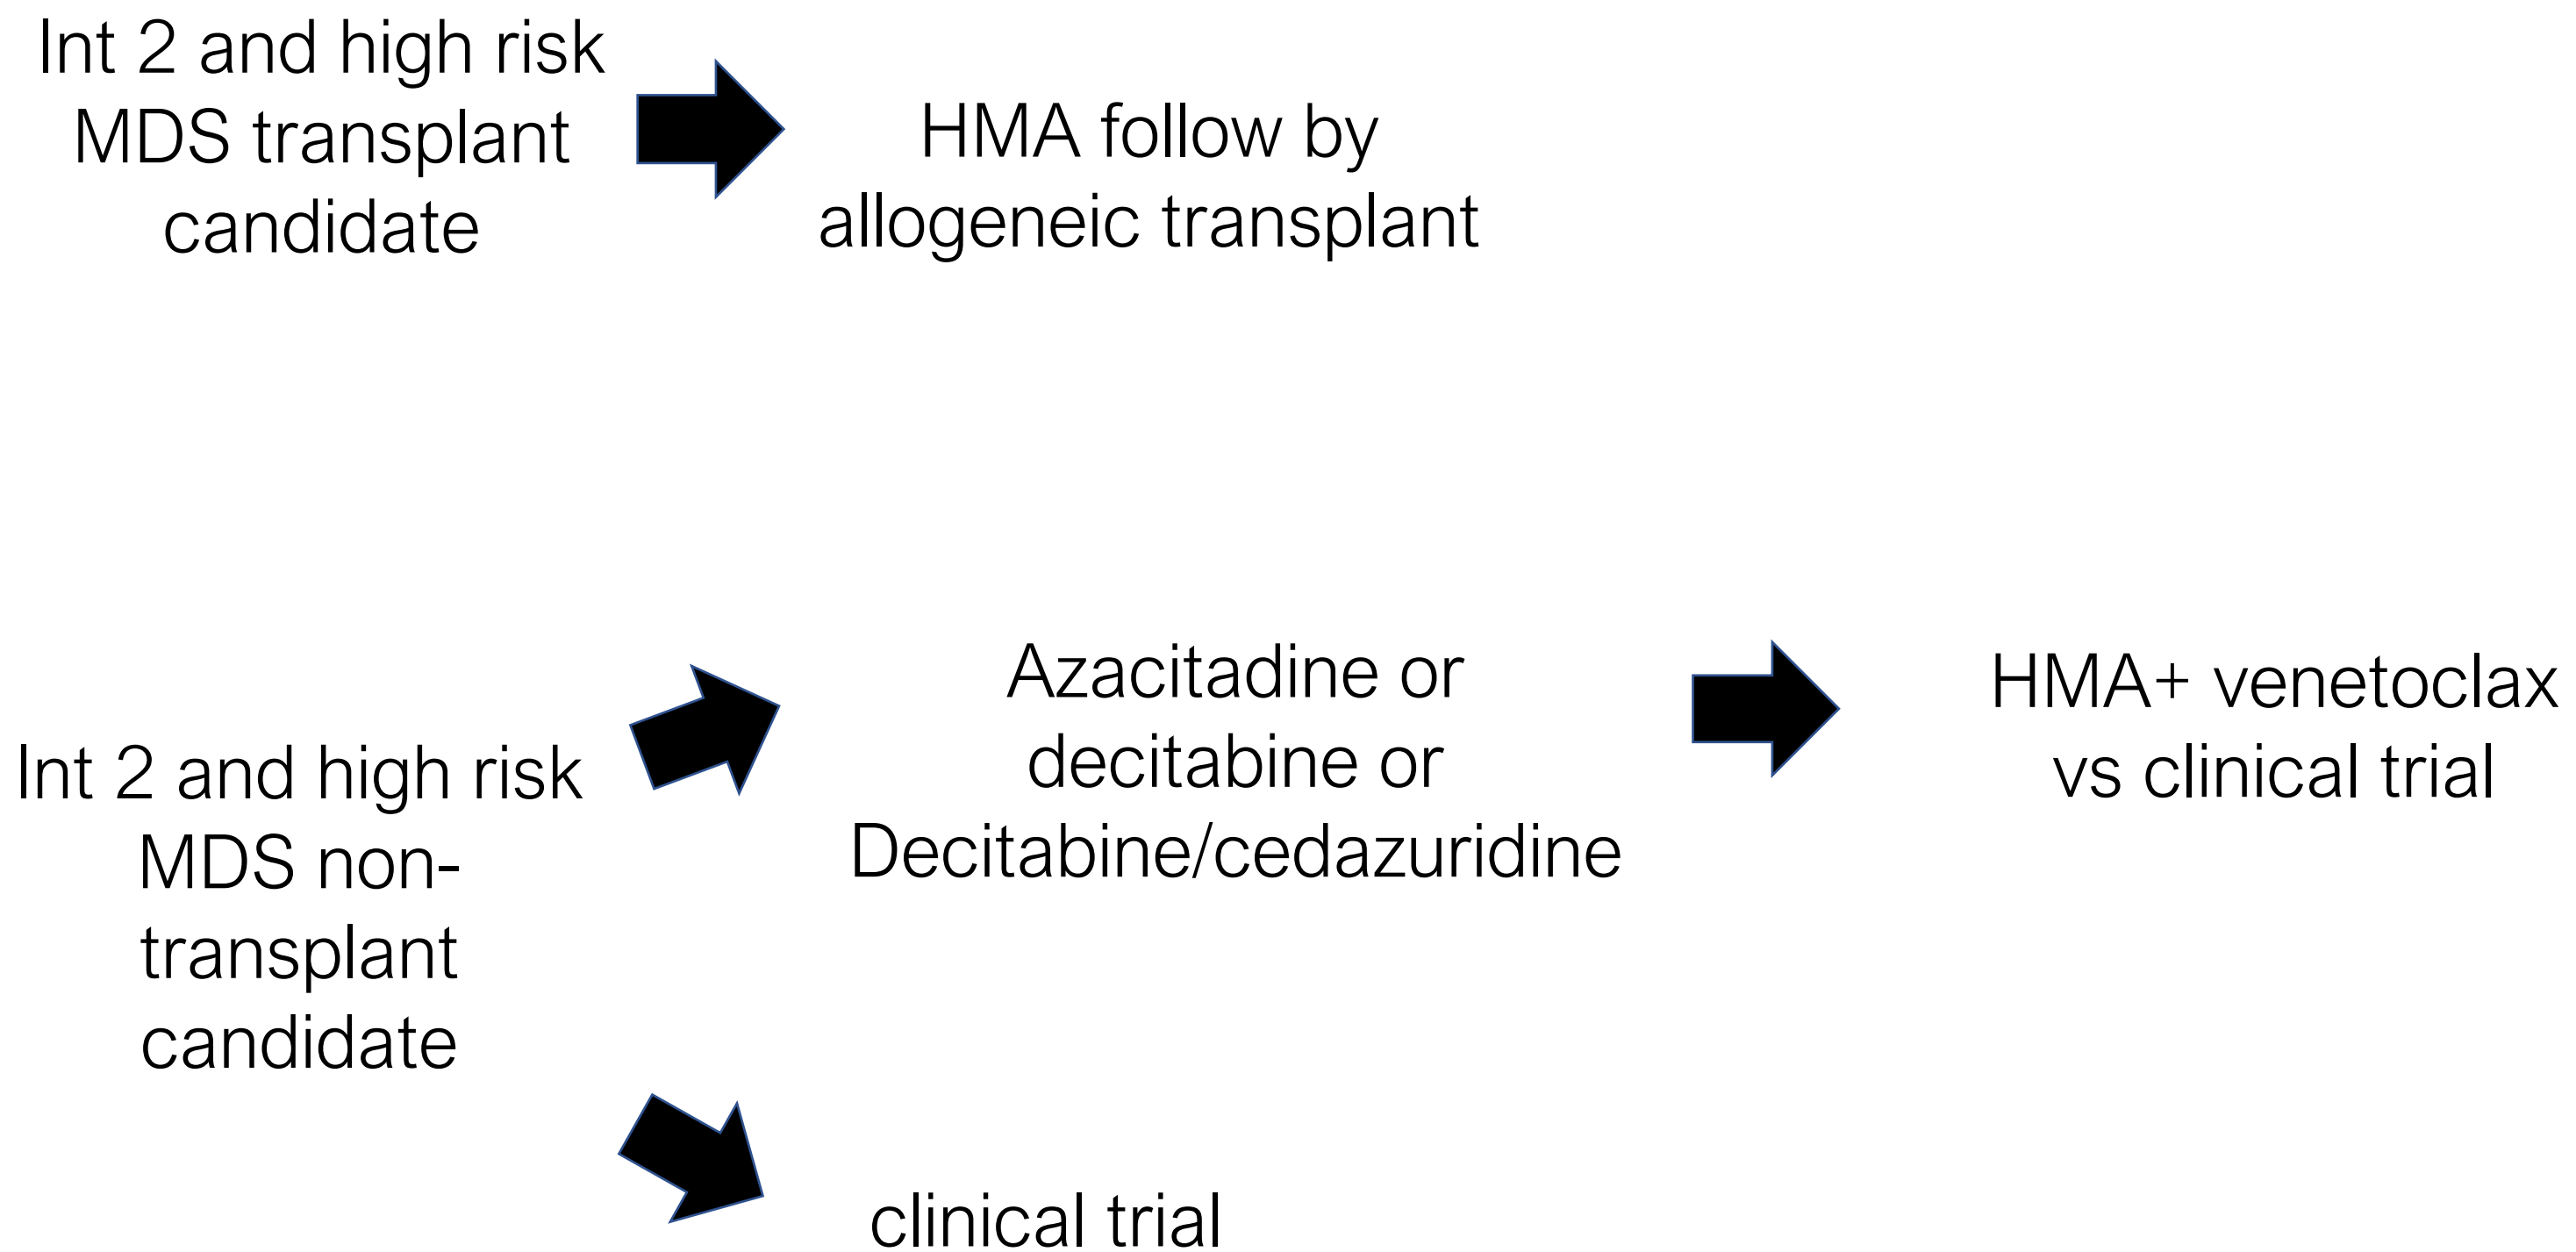 Int 2 and high risk
MDS transplant
candidate
HMA follow by
allogeneic transplant
Int 2 and high risk
MDS non-
transplant
candidate
Azacitadine or
decitabine or
Decitabine/cedazuridine
HMA+ venetoclax
vs clinical trial
clinical trial